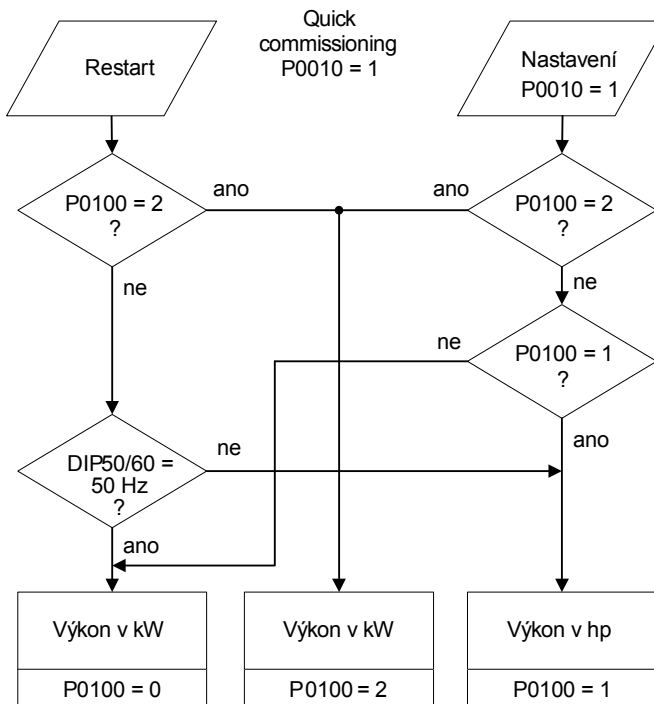 Restart
Quick
commissioning
P0010 = 1
Nastavení
P0010 = 1
P0100 = 2
?
ano
ano
P0100 = 2
?
ne
ne
ne
P0100 = 1
?
ano
DIP50/60 =
50 Hz
?
ne
ano
Výkon v kW
Výkon v kW
Výkon v hp
P0100 = 0
P0100 = 2
P0100 = 1